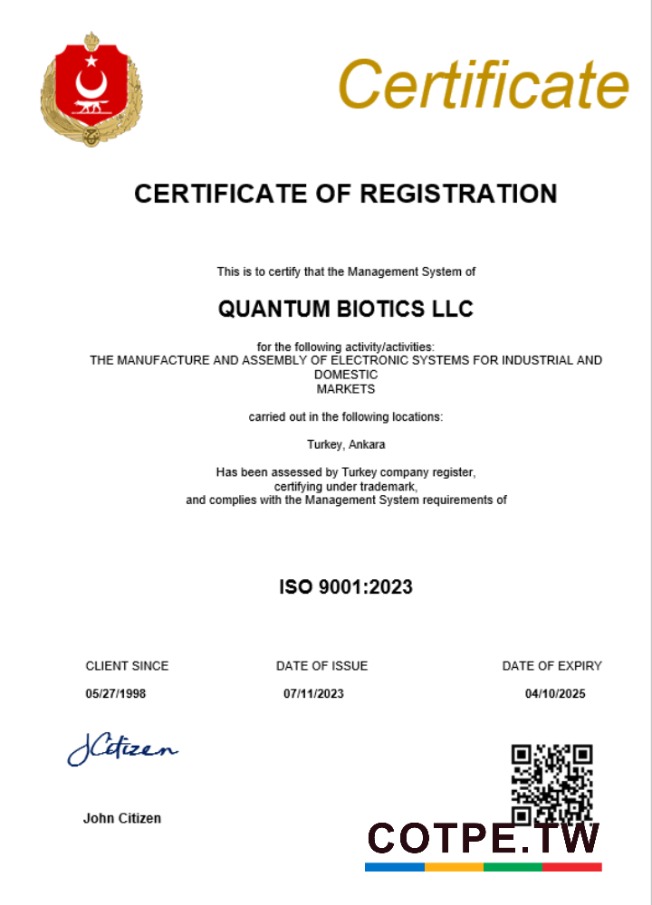 Certificate
CERTIFICATE OF REGISTRATION
This is to certify that the Management System of
QUANTUM BIOTICS LLC
for the following activity/activities:
THE MANUFACTURE AND ASSEMBLY OF ELECTRONIC SYSTEMS FOR INDUSTRIAL AND
DOMESTIC
MARKETS
carried out in the following locations:
Turkey, Ankara
Has been assessed by Turkey company register,
certifying under trademark,
and complies with the Management System requirements of
ISO 9001:2023
CLIENT SINCE DATE OF ISSUE DATE OF EXPIRY
05/27/1998 07/11/2023 04/10/2025
JCitizen
John Citizen
COTPE.TW